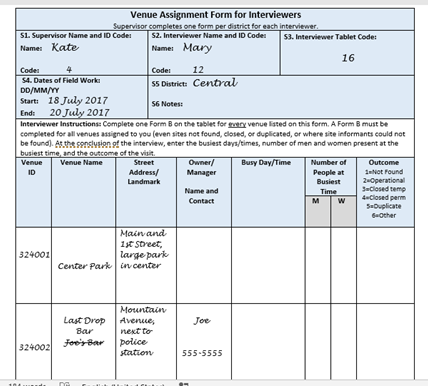 Venue Assignment Form for Interviewers
Supervisor completes one form per district for each interviewer.
S1. Supervisor Name and ID Code:
Name: Kate
Code: 4
S2. Interviewer Name and ID Code:
Name: Mary
Code: 12
S3. Interviewer Tablet Code:
16
S4. Dates of Field Work:
DD/MM/YY
Start: 18 July 2017
End: 20 July 2017
S5 District: Central
S6 Notes:
Interviewer Instructions: Complete one Form B on the tablet for every venue listed on this form. A Form B must be
completed for all venues assigned to you (even sites not found, closed, or duplicated, or where site informants could not
be found). At the conclusion of the interview, enter the busiest days/times, number of men and women present at the
busiest time, and the outcome of the visit.
Venue
ID
Venue Name
Street
Address/
Landmark
Owner/
Manager
Name and
Contact
Busy Day/Time
Number of
People at
Busiest
Time
M
W
Outcome
1=Not Found
2=Operational
3=Closed temp
4=Closed perm
5=Duplicate
6=Other
324001
Center Park
Main and
1st Street,
large park
in center
324002
Last Drop
Bar
Joe's Bar
Mountain
Avenue,
next to
police
station
Joe
555-5555